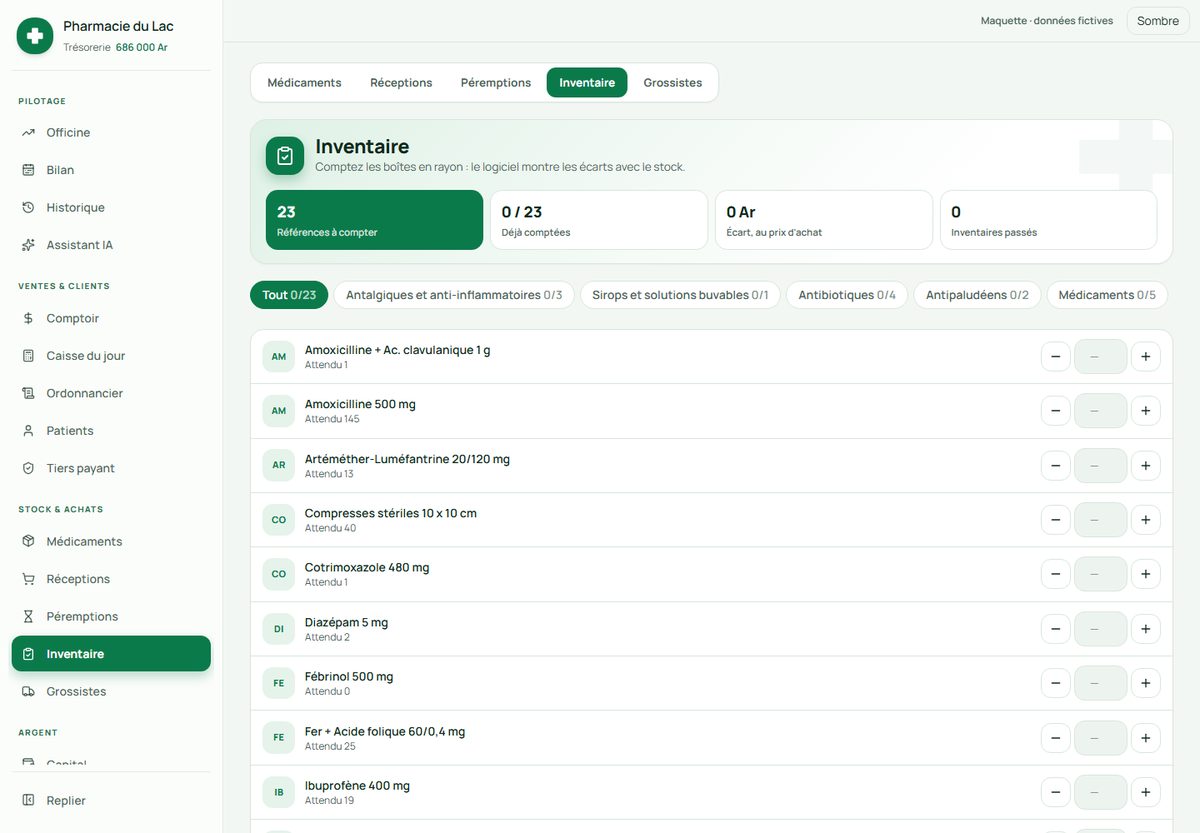 Pharmacie du Lac
Trésorerie 686 000 Ar
PILOTAGE
Officine
Bilan
Historique
Assistant IA
VENTES & CLIENTS
Comptoir
Caisse du jour
Ordonnancier
Patients
Tiers payant
STOCK & ACHATS
Médicaments
Réceptions
Péremptions
Inventaire
Grossistes
ARGENT
Capital
Replier
Maquette · données fictives
Sombre
Médicaments Réceptions Péremptions Inventaire Grossistes
Inventaire
Comptez les boîtes en rayon : le logiciel montre les écarts avec le stock.
23
Références à compter
0 / 23
Déjà comptées
0 Ar
Écart, au prix d'achat
0
Inventaires passés
Tout 0/23 Antalgiques et anti-inflammatoires 0/3 Sirops et solutions buvables 0/1 Antibiotiques 0/4 Antipaludéens 0/2 Médicaments 0/5
AM
Amoxicilline + Ac. clavulanique 1 g
Attendu 1
− – +
AM
Amoxicilline 500 mg
Attendu 145
− – +
AR
Artéméther-Luméfantrine 20/120 mg
Attendu 13
− – +
CO
Compresses stériles 10 x 10 cm
Attendu 40
− – +
CO
Cotrimoxazole 480 mg
Attendu 1
− – +
DI
Diazépam 5 mg
Attendu 2
− – +
FE
Fébrinol 500 mg
Attendu 0
− – +
FE
Fer + Acide folique 60/0,4 mg
Attendu 25
− – +
IB
Ibuprofène 400 mg
Attendu 19
− – +